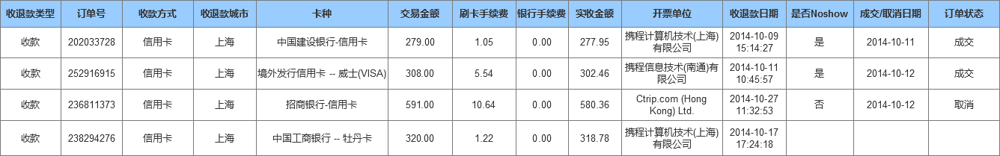 收退款类型 订单号 收款方式 收退款城市 卡种 交易金额 刷卡手续费 银行手续费 实收金额 开票单位 收退款日期 是否Noshow 成交/取消日期 订单状态
收款 202033728 信用卡 上海 中国建设银行-信用卡 279.00 1.05 0.00 277.95 携程计算机技术(上海) 2014-10-09 是 2014-10-11 成交
有限公司 15:14:27
收款 252916915 信用卡 上海 境外发行信用卡 -- 威士(VISA) 308.00 5.54 0.00 302.46 携程信息技术(南通)有 2014-10-11 是 2014-10-12 成交
限公司 10:45:57
收款 236811373 信用卡 上海 招商银行-信用卡 591.00 10.64 0.00 580.36 Ctrip.com (Hong 2014-10-27 否 2014-10-12 取消
Kong) Ltd. 11:32:53
收款 238294276 信用卡 上海 中国工商银行 -- 牡丹卡 320.00 1.22 0.00 318.78 携程计算机技术(上海) 2014-10-17
有限公司 17:24:18